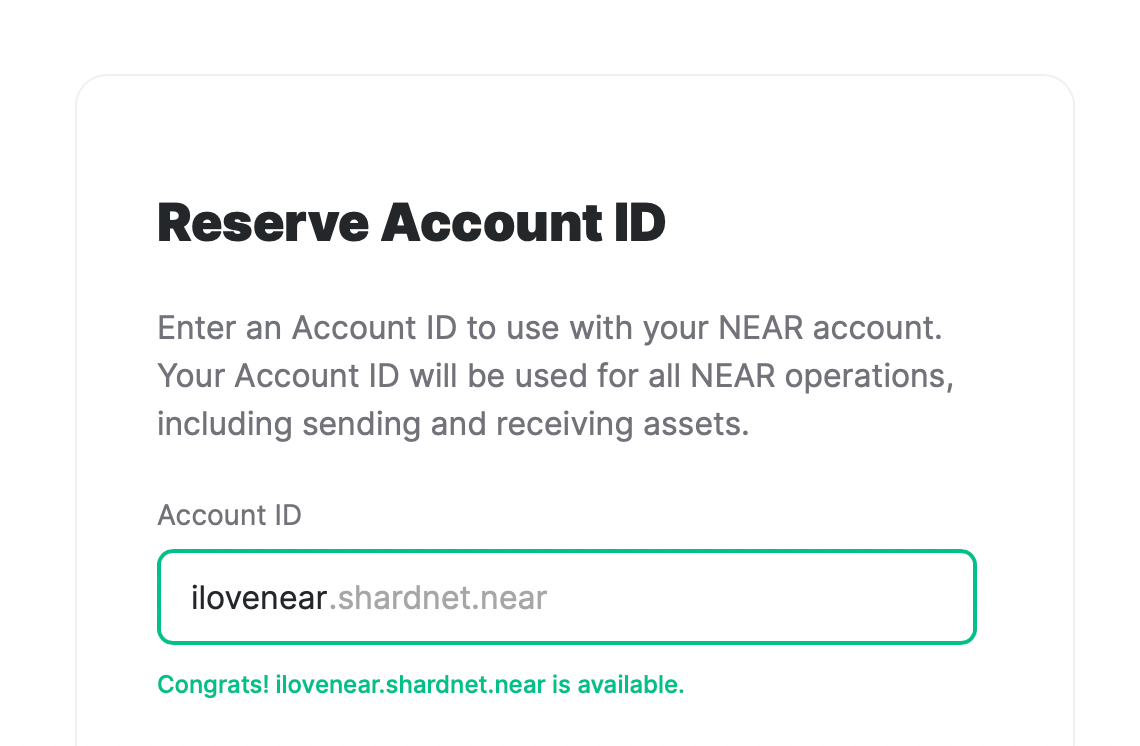 Reserve Account ID
Enter an Account ID to use with your NEAR account.
Your Account ID will be used for all NEAR operations,
including sending and receiving assets.
Account ID
ilovenear.shardnet.near
Congrats! ilovenear.shardnet.near is available.